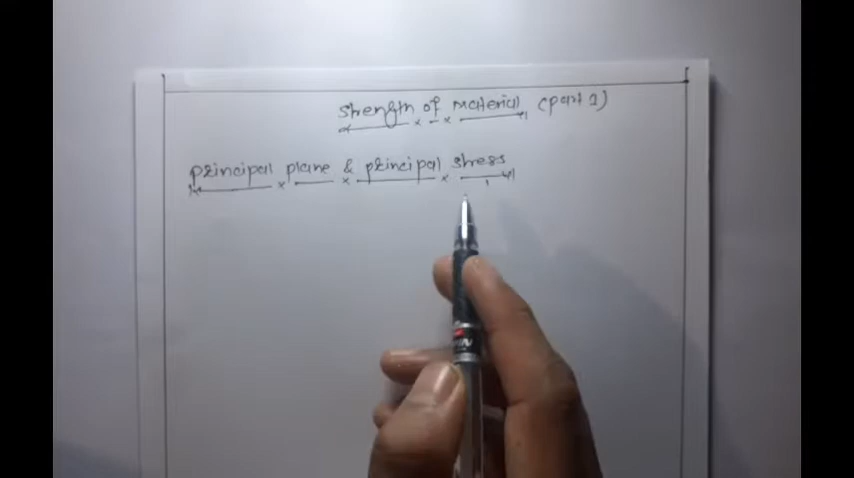 Strength of Material (part 1)
principal plane & principal stress